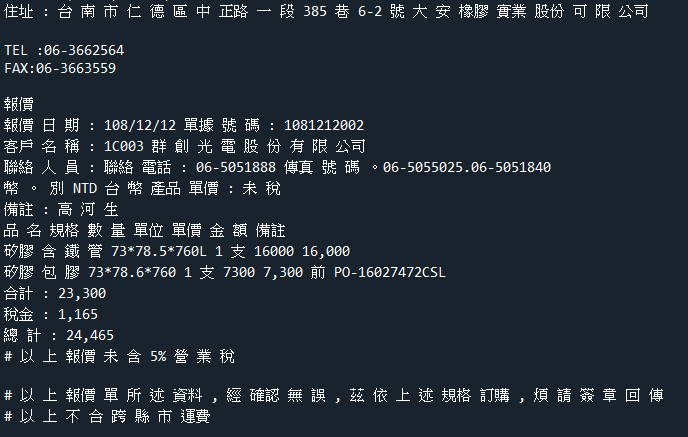 住址 : 台 南 市 仁 德 區 中 正路 一 段 385 巷 6-2 號 大 安 橡膠 實業 股份 可 限 公司
TEL :06-3662564
FAX:06-3663559
報價
報價 日 期 : 108/12/12 單據 號 碼 : 1081212002
客戶 名 稱 : 1C003 群 創 光 電 股 份 有 限 公司
聯絡 人 員 : 聯絡 電話 : 06-5051888 傳真 號 碼 。06-5055025.06-5051840
幣 。 別 NTD 台 幣 產品 單價 : 未 稅
備註 : 高 河 生
品 名 規格 數 量 單位 單價 金 額 備註
矽膠 含 鐵 管 73*78.5*760L 1 支 16000 16,000
矽膠 包 膠 73*78.6*760 1 支 7300 7,300 前 PO-16027472CSL
合計 : 23,300
稅金 : 1,165
總 計 : 24,465
# 以 上 報價 未 含 5% 營 業 稅
# 以 上 報價 單 所 述 資料 , 經 確認 無 誤 , 茲 依 上 述 規格 訂購 , 煩 請 簽 章 回 傳
# 以 上 不 合 跨 縣 市 運費